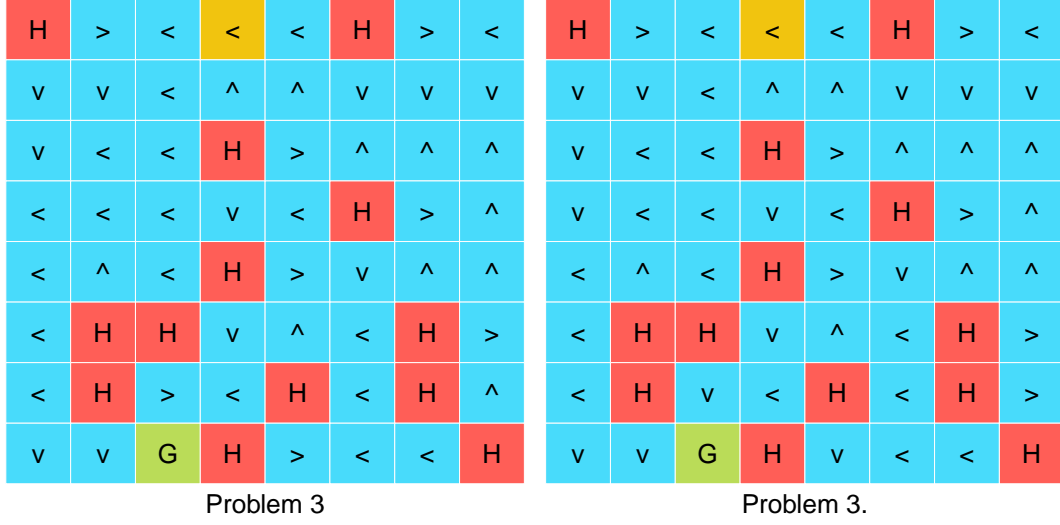 H > < < < H > < H > < < < H > <
v v < ^ ^ v v v v v < ^ ^ v v v
v < < H > ^ ^ ^ v < < H > ^ ^ ^
< < < v < H > ^ v < < v < H > ^
< ^ < H > v ^ ^ < ^ < H > v ^ ^
< H H v ^ < H > < H H v ^ < H >
< H > < H < H ^ < H v < H < H >
v v G H > < < H v v G H v < < H
Problem 3 Problem 3.